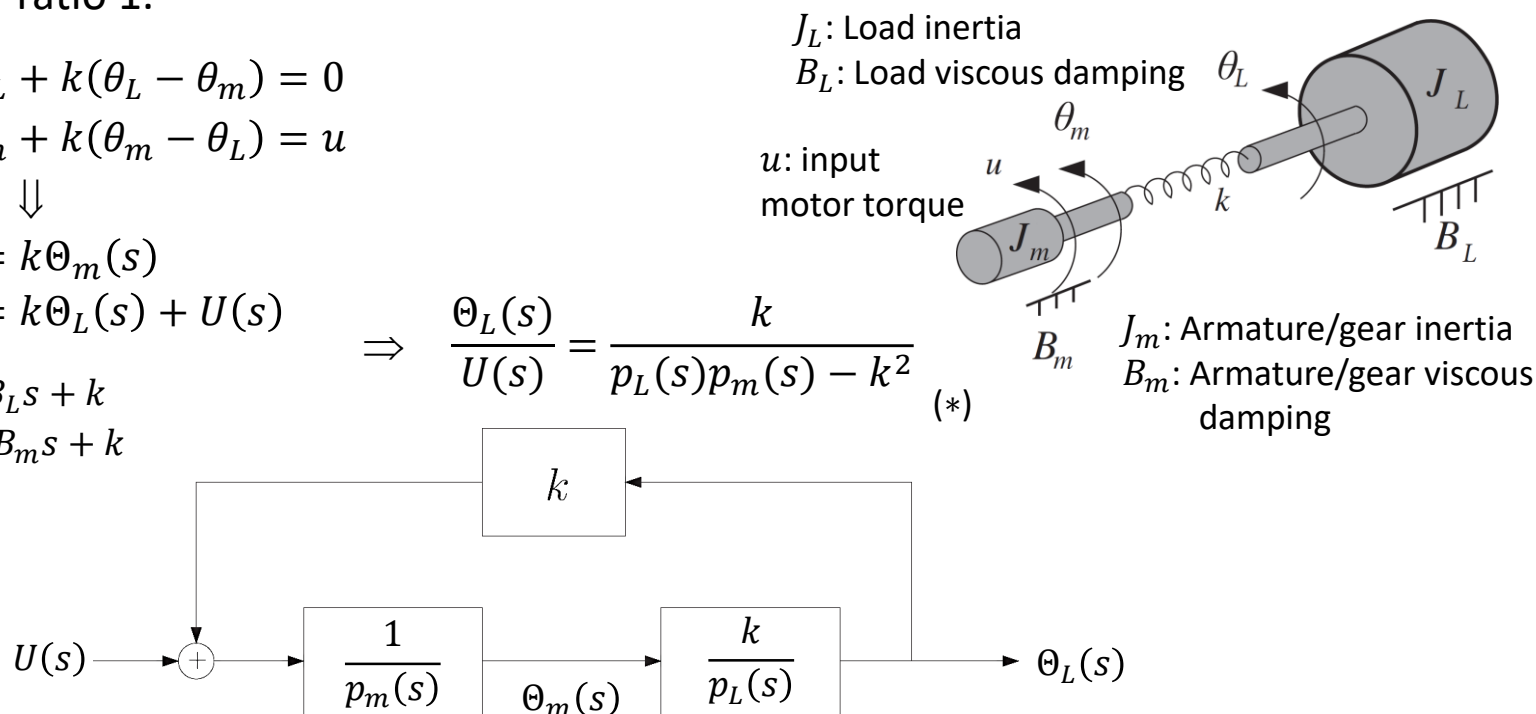 ratio 1:
+ k(θ_L − θ_m) = 0
+ k(θ_m − θ_L) = u
⇓
= kΘ_m(s)
= kΘ_L(s) + U(s)
⇒ Θ_L(s)/U(s) = k/(p_L(s)p_m(s) − k²) (∗)
B_L s + k
B_m s + k
J_L: Load inertia
B_L: Load viscous damping
u: input
motor torque
θ_L
J_L
θ_m
u
k
J_m
B_L
B_m
J_m: Armature/gear inertia
B_m: Armature/gear viscous
damping
k
U(s)
+
1/p_m(s)
Θ_m(s)
k/p_L(s)
Θ_L(s)